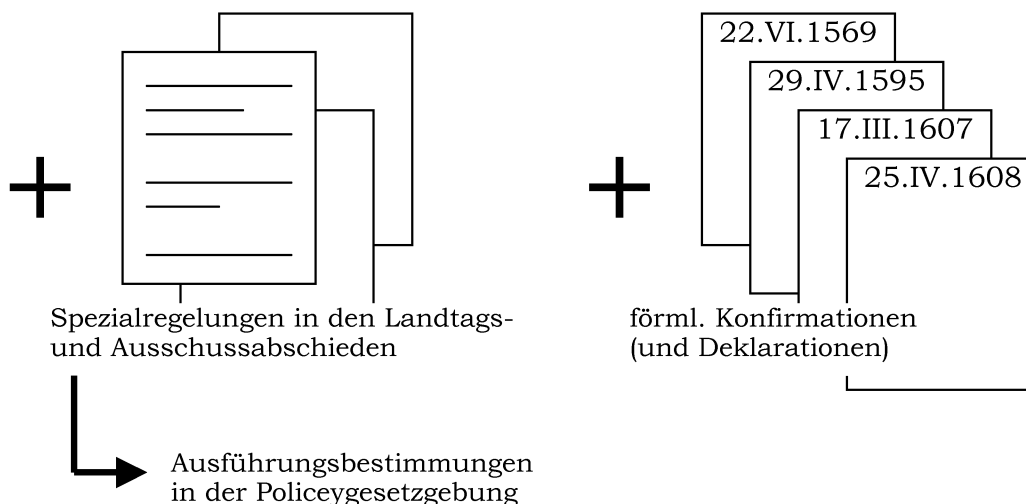 22.VI.1569
29.IV.1595
17.III.1607
25.IV.1608
Spezialregelungen in den Landtags-
und Ausschussabschieden
förml. Konfirmationen
(und Deklarationen)
Ausführungsbestimmungen
in der Policeygesetzgebung